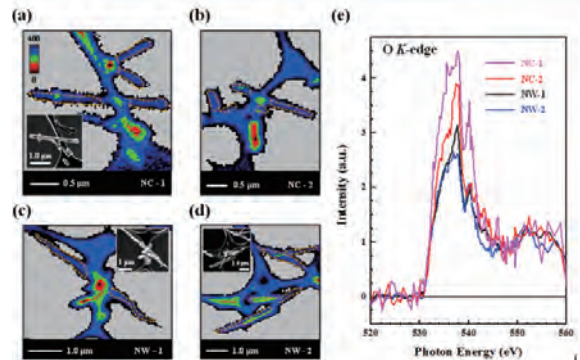 (a)
400
0
1.0 μm
0.5 μm NC - 1
(b)
0.5 μm NC - 2
(c)
1 μm
1.0 μm NW - 1
(d)
1.0 μm NW - 2
(e)
O K-edge
NC-1
NC-2
NW-1
NW-2
Intensity (a.u.)
4
3
2
1
0
520 530 540 550 560
Photon Energy (eV)